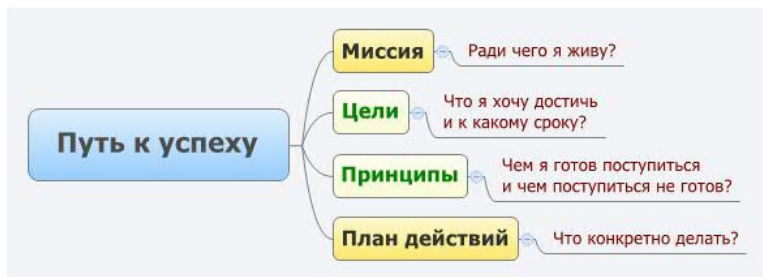 Путь к успеху
Миссия
Ради чего я живу?
Цели
Что я хочу достичь
и к какому сроку?
Принципы
Чем я готов поступиться
и чем поступиться не готов?
План действий
Что конкретно делать?